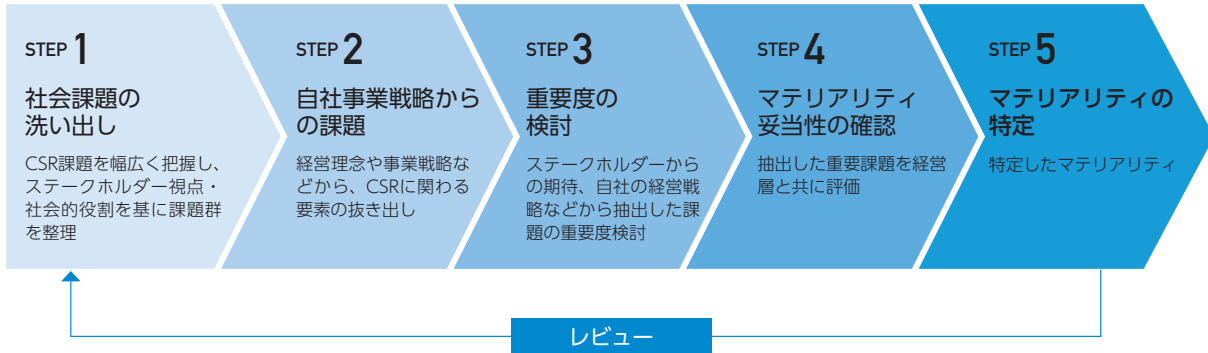 STEP 1
社会課題の
洗い出し
CSR課題を幅広く把握し、
ステークホルダー視点・
社会的役割を基に課題群
を整理
STEP 2
自社事業戦略から
の課題
経営理念や事業戦略な
どから、CSRに関わる
要素の抜き出し
STEP 3
重要度の
検討
ステークホルダーから
の期待、自社の経営戦
略などから抽出した課
題の重要度検討
STEP 4
マテリアリティ
妥当性の確認
抽出した重要課題を経営
層と共に評価
STEP 5
マテリアリティの
特定
特定したマテリアリティ
レビュー